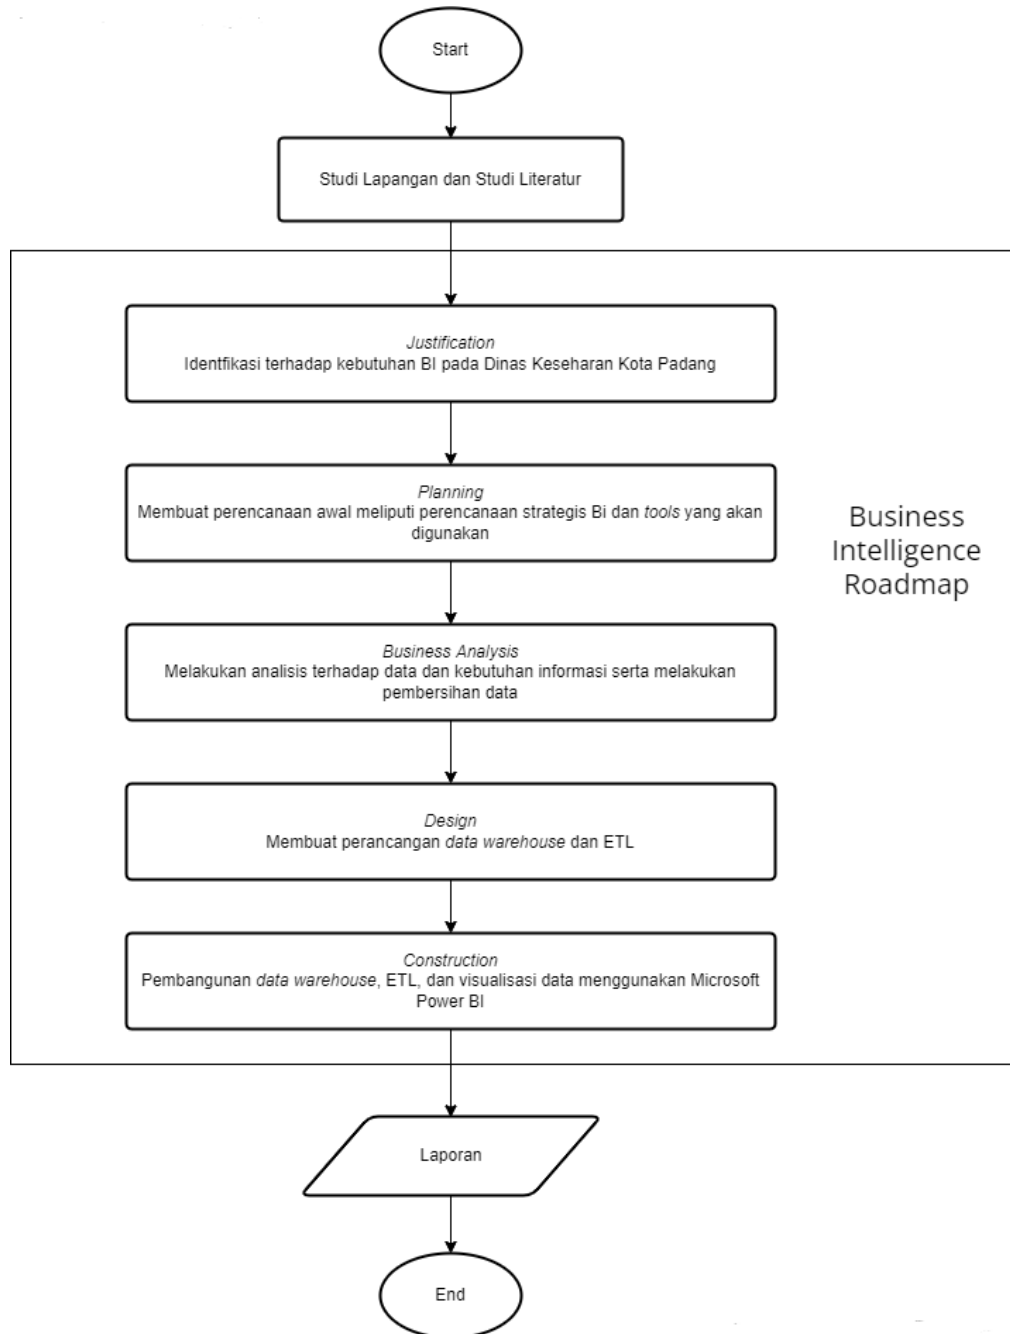 Start
Studi Lapangan dan Studi Literatur
Justification
Identfikasi terhadap kebutuhan BI pada Dinas Keseharan Kota Padang
Planning
Membuat perencanaan awal meliputi perencanaan strategis Bi dan tools yang akan
digunakan
Business
Intelligence
Roadmap
Business Analysis
Melakukan analisis terhadap data dan kebutuhan informasi serta melakukan
pembersihan data
Design
Membuat perancangan data warehouse dan ETL
Construction
Pembangunan data warehouse, ETL, dan visualisasi data menggunakan Microsoft
Power BI
Laporan
End